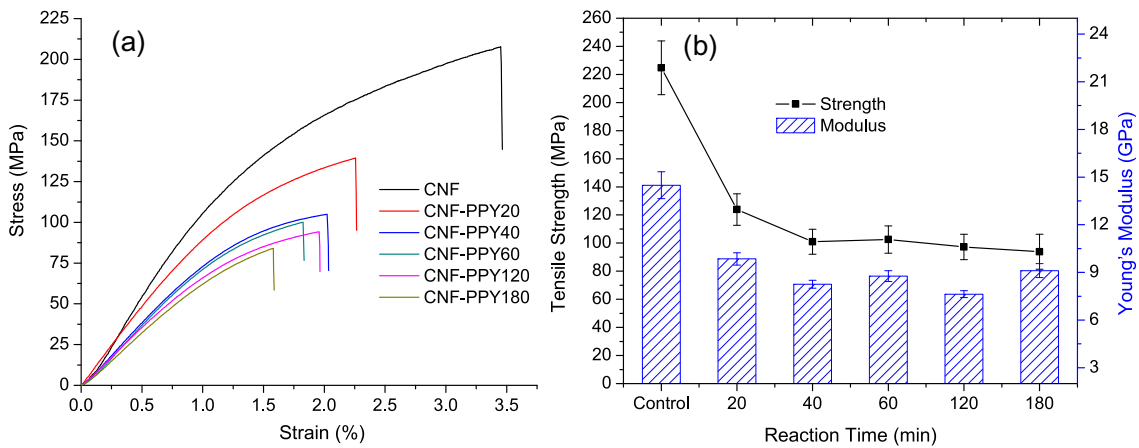 (a)
Stress (MPa)
225
200
175
150
125
100
75
50
25
0
0.0 0.5 1.0 1.5 2.0 2.5 3.0 3.5
Strain (%)
CNF
CNF-PPY20
CNF-PPY40
CNF-PPY60
CNF-PPY120
CNF-PPY180
(b)
Tensile Strength (MPa)
260
240
220
200
180
160
140
120
100
80
60
40
20
0
Strength
Modulus
Control 20 40 60 120 180
Reaction Time (min)
24
21
18
15
12
9
6
3
Young's Modulus (GPa)